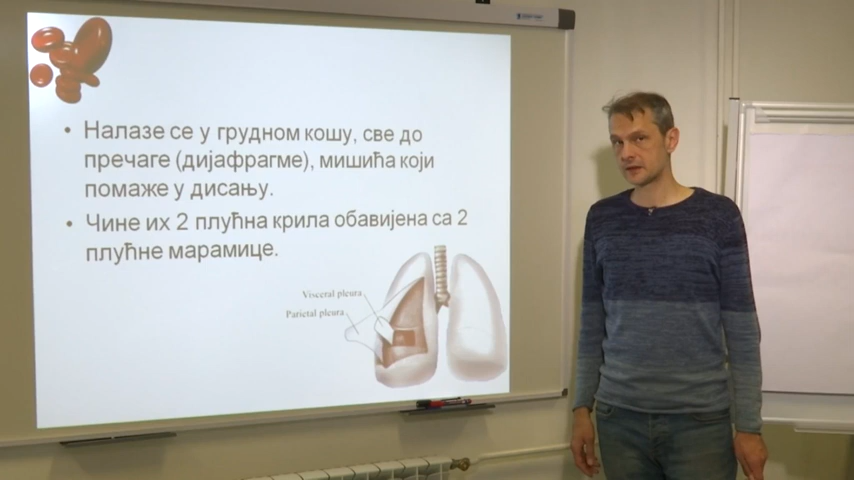 • Налазе се у грудном кошу, све до
пречаге (дијафрагме), мишића који
помаже у дисању.
• Чине их 2 плућна крила обавијена са 2
плућне марамице.
Visceral pleura
Parietal pleura